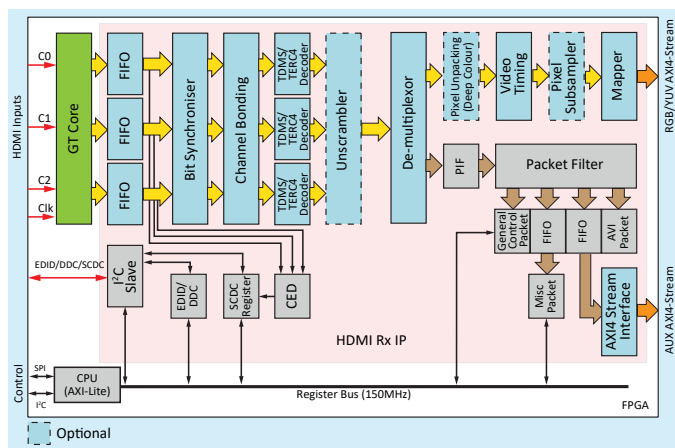 HDMI Inputs
C0
C1
C2
Clk
GT Core
FIFO
FIFO
FIFO
Bit Synchroniser
Channel Bonding
TDMS/
TERC4
Decoder
TDMS/
TERC4
Decoder
TDMS/
TERC4
Decoder
Unscrambler
De-multiplexor
Pixel Unpacking
(Deep Colour)
Video
Timing
Pixel
Subsampler
Mapper
RGB/YUV AXI4-Stream
PIF
Packet Filter
General
Control
Packet
FIFO
FIFO
AVI
Packet
EDID/DDC/SCDC
I²C
Slave
EDID/
DDC
SCDC
Register
CED
Misc
Packet
AXI4 Stream
Interface
AUX AXI4-Stream
HDMI Rx IP
Control
SPI
I²C
CPU
(AXI-Lite)
Register Bus (150MHz)
FPGA
Optional